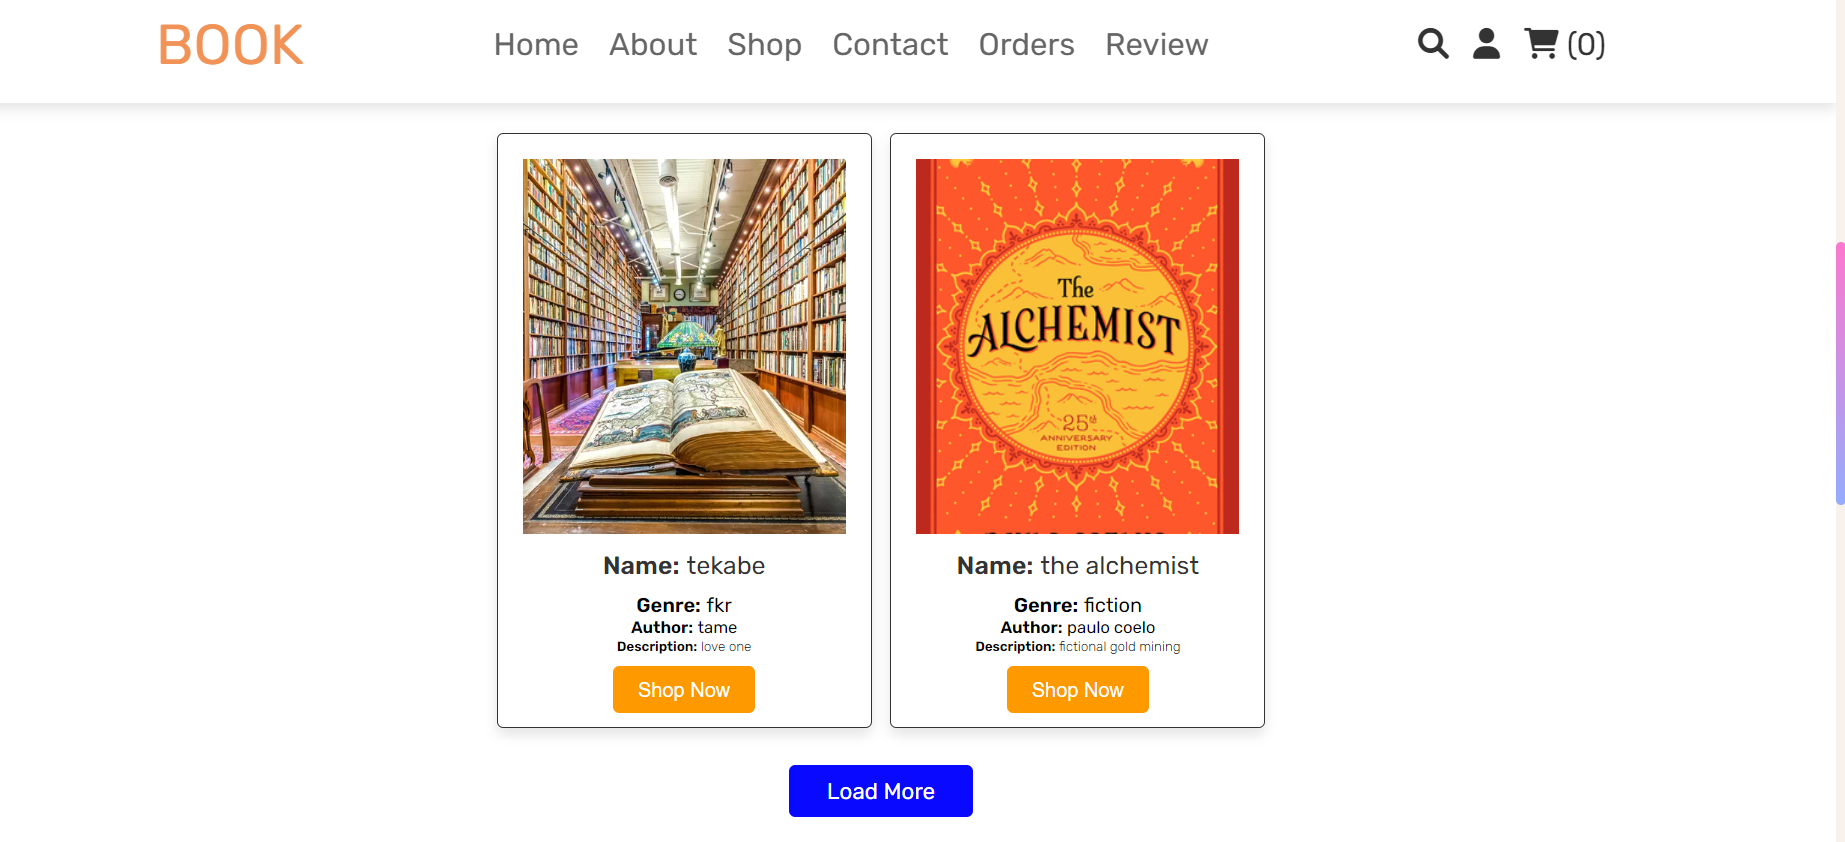 BOOK
Home About Shop Contact Orders Review
(0)
The
ALCHEMIST
25th
ANNIVERSARY
EDITION
Name: tekabe
Genre: fkr
Author: tame
Description: love one
Shop Now
Name: the alchemist
Genre: fiction
Author: paulo coelo
Description: fictional gold mining
Shop Now
Load More